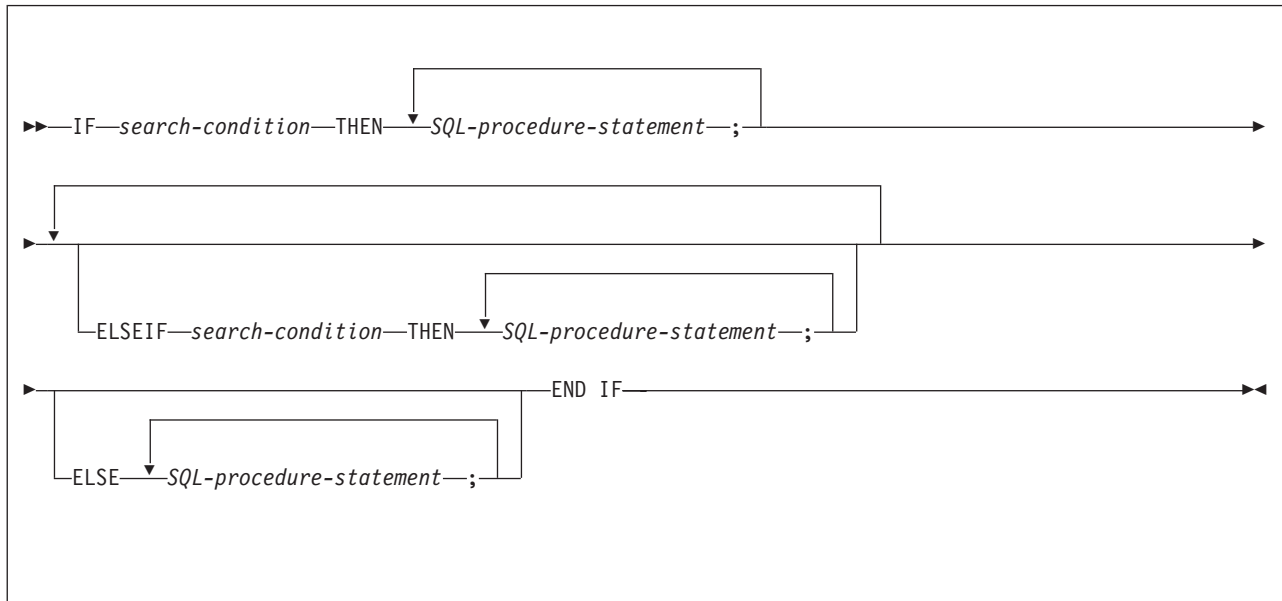 IF search-condition THEN SQL-procedure-statement ;
ELSEIF search-condition THEN SQL-procedure-statement ;
END IF
ELSE SQL-procedure-statement ;